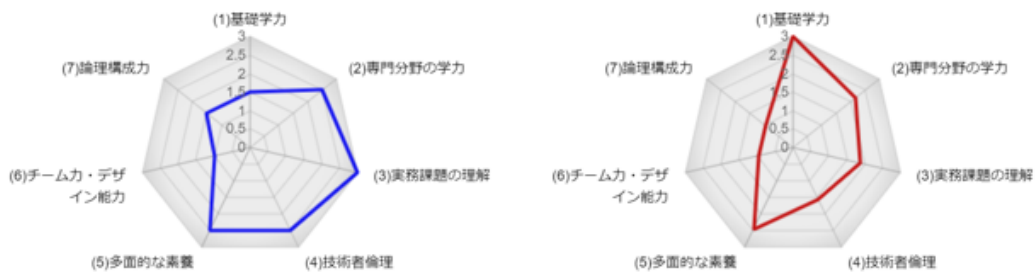 (1)基礎学力
3
2.5
2
1.5
1
0.5
0
(2)専門分野の学力
(3)実務課題の理解
(4)技術者倫理
(5)多面的な素養
(6)チーム力・デザ
イン能力
(7)論理構成力
(1)基礎学力
3
2.5
2
1.5
1
0.5
0
(2)専門分野の学力
(3)実務課題の理解
(4)技術者倫理
(5)多面的な素養
(6)チーム力・デザ
イン能力
(7)論理構成力